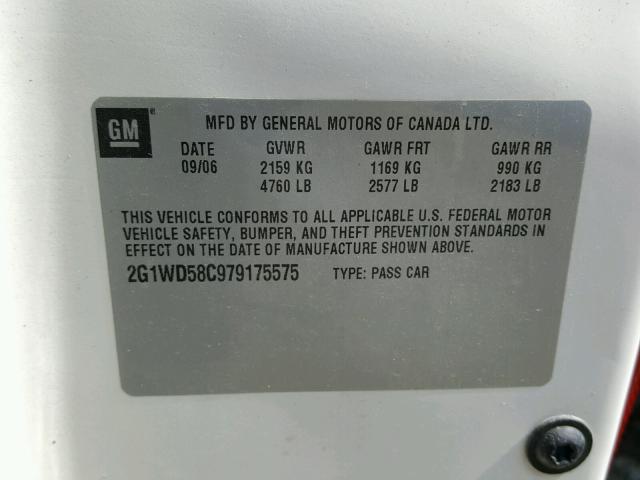 GM ®
MFD BY GENERAL MOTORS OF CANADA LTD.
DATE GVWR GAWR FRT GAWR RR
09/06 2159 KG 1169 KG 990 KG
4760 LB 2577 LB 2183 LB
THIS VEHICLE CONFORMS TO ALL APPLICABLE U.S. FEDERAL MOTOR
VEHICLE SAFETY, BUMPER, AND THEFT PREVENTION STANDARDS IN
EFFECT ON THE DATE OF MANUFACTURE SHOWN ABOVE.
2G1WD58C979175575 TYPE: PASS CAR